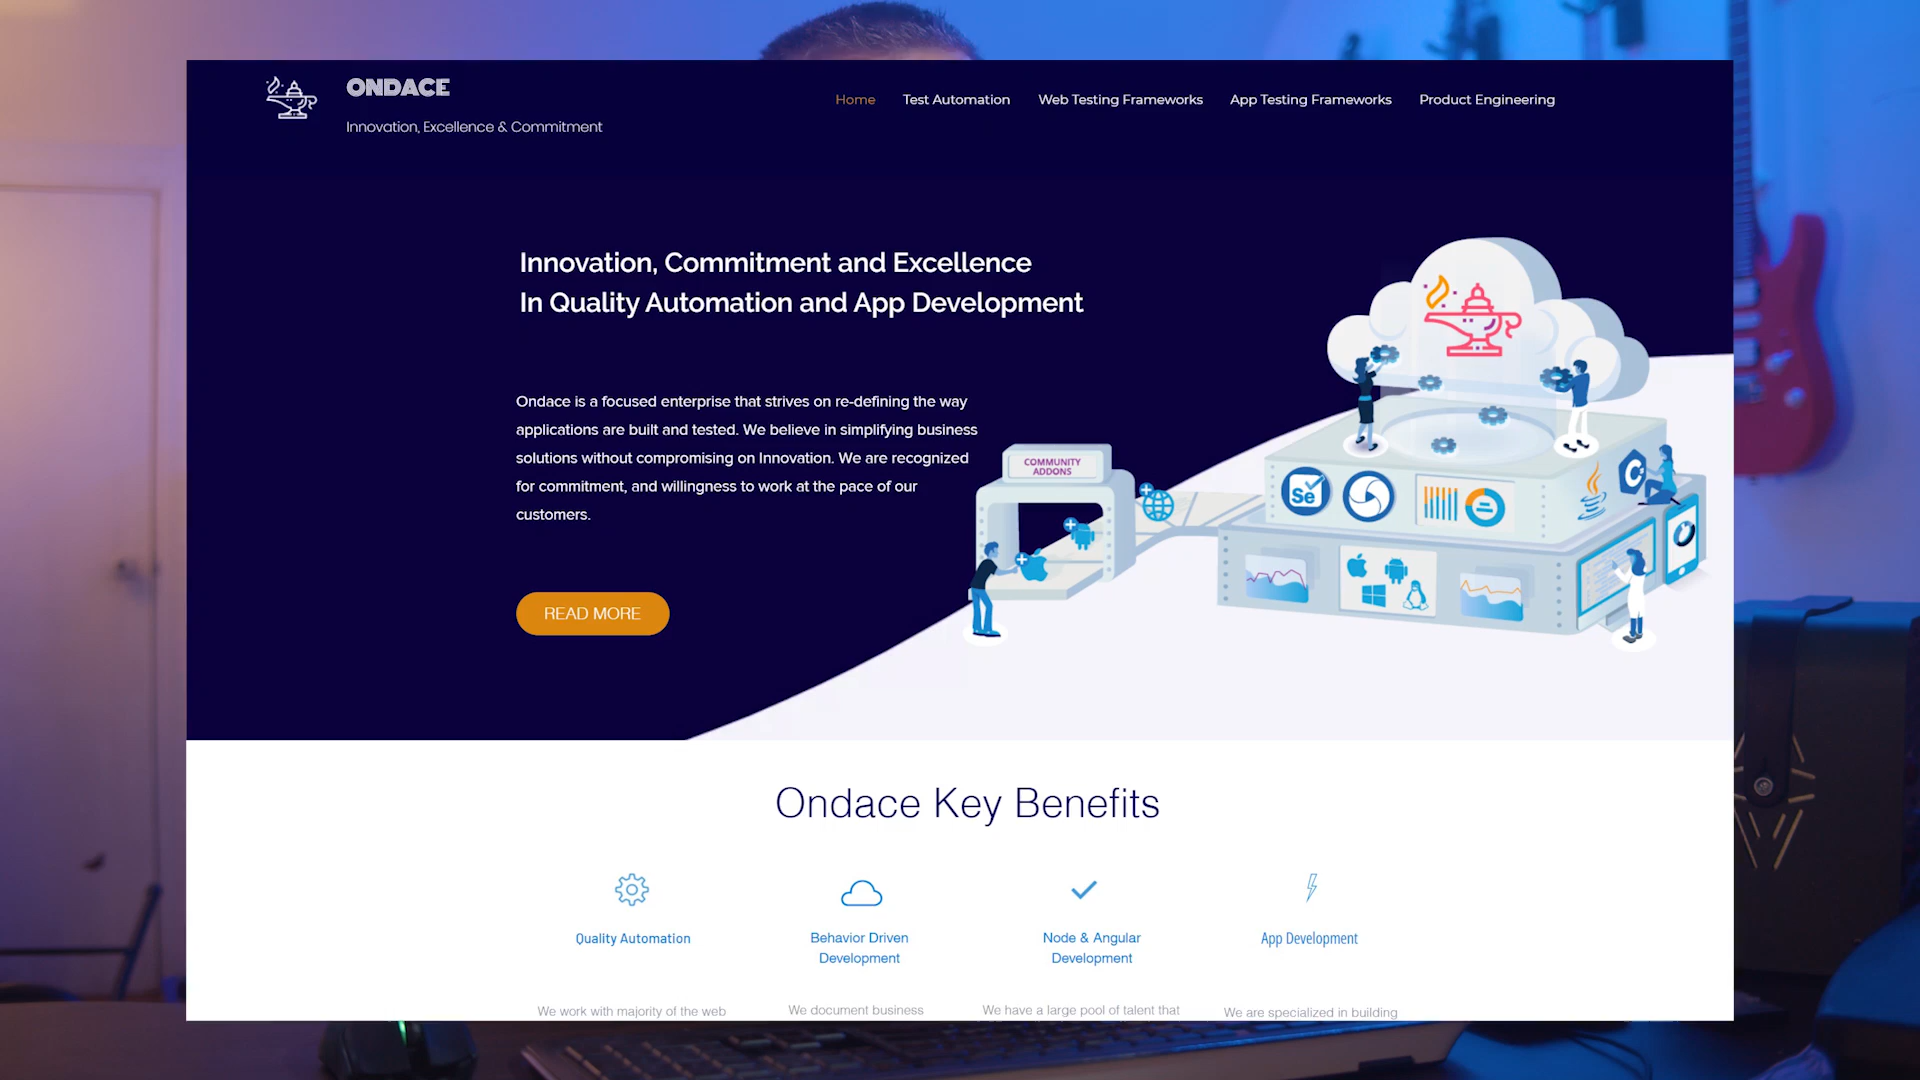 ONDACE
Innovation, Excellence & Commitment
Home Test Automation Web Testing Frameworks App Testing Frameworks Product Engineering
Innovation, Commitment and Excellence
In Quality Automation and App Development
Ondace is a focused enterprise that strives on re-defining the way
applications are built and tested. We believe in simplifying business
solutions without compromising on Innovation. We are recognized
for commitment, and willingness to work at the pace of our
customers.
READ MORE
COMMUNITY
ADDONS
Se
C
Ondace Key Benefits
Quality Automation
Behavior Driven
Development
Node & Angular
Development
App Development
We work with majority of the web
We document business
We have a large pool of talent that
We are specialized in building